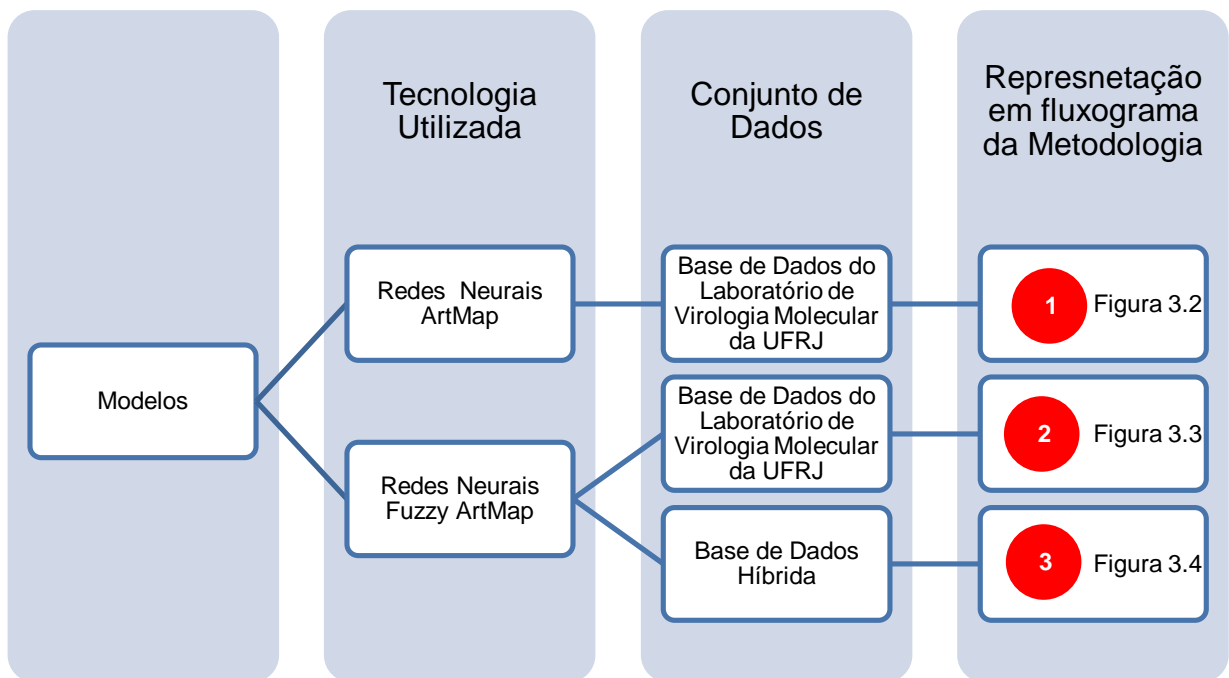 Tecnologia
Utilizada
Conjunto de
Dados
Represnetação
em fluxograma
da Metodologia
Modelos
Redes Neurais
ArtMap
Base de Dados do
Laboratório de
Virologia Molecular
da UFRJ
1 Figura 3.2
Redes Neurais
Fuzzy ArtMap
Base de Dados do
Laboratório de
Virologia Molecular
da UFRJ
2 Figura 3.3
Base de Dados
Híbrida
3 Figura 3.4